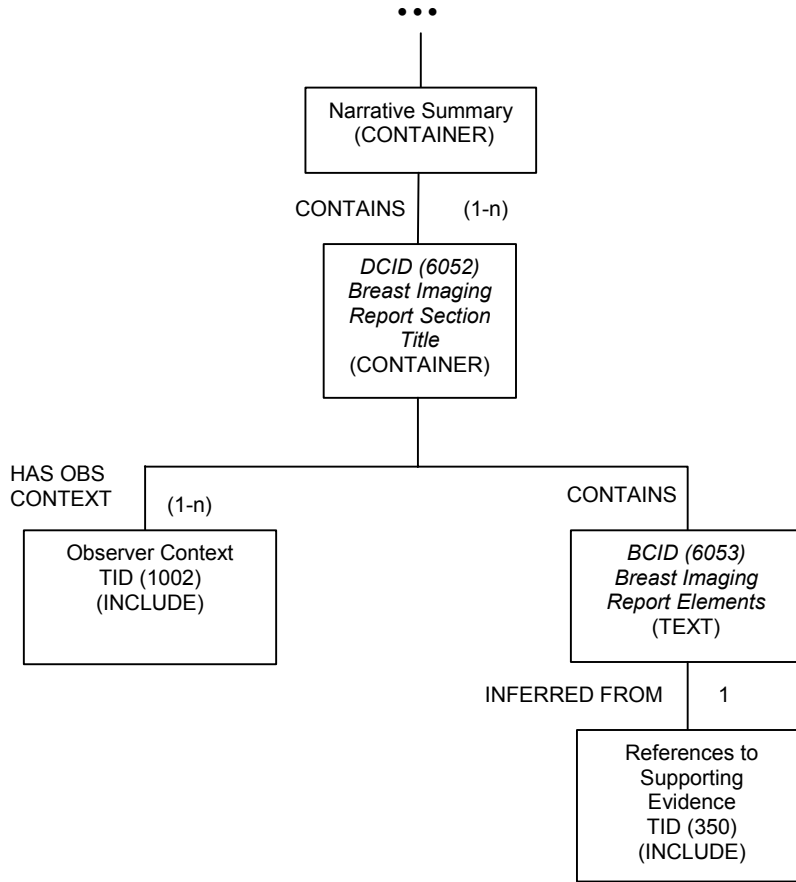 •••
Narrative Summary
(CONTAINER)
CONTAINS (1-n)
DCID (6052)
Breast Imaging
Report Section
Title
(CONTAINER)
HAS OBS
CONTEXT
(1-n)
CONTAINS
Observer Context
TID (1002)
(INCLUDE)
BCID (6053)
Breast Imaging
Report Elements
(TEXT)
INFERRED FROM 1
References to
Supporting
Evidence
TID (350)
(INCLUDE)